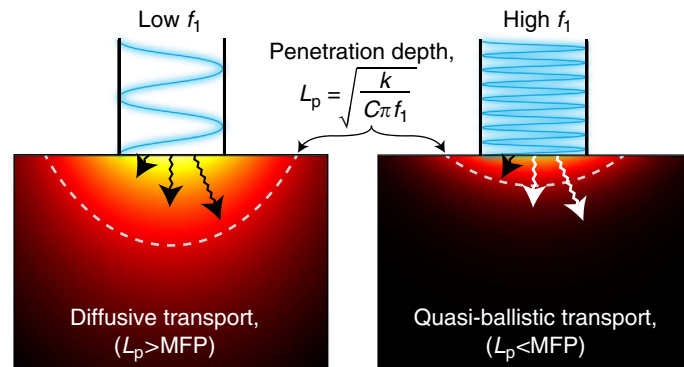 Low f₁
High f₁
Penetration depth,
Lₚ = √(k / Cπf₁)
Diffusive transport,
(Lₚ>MFP)
Quasi-ballistic transport,
(Lₚ<MFP)